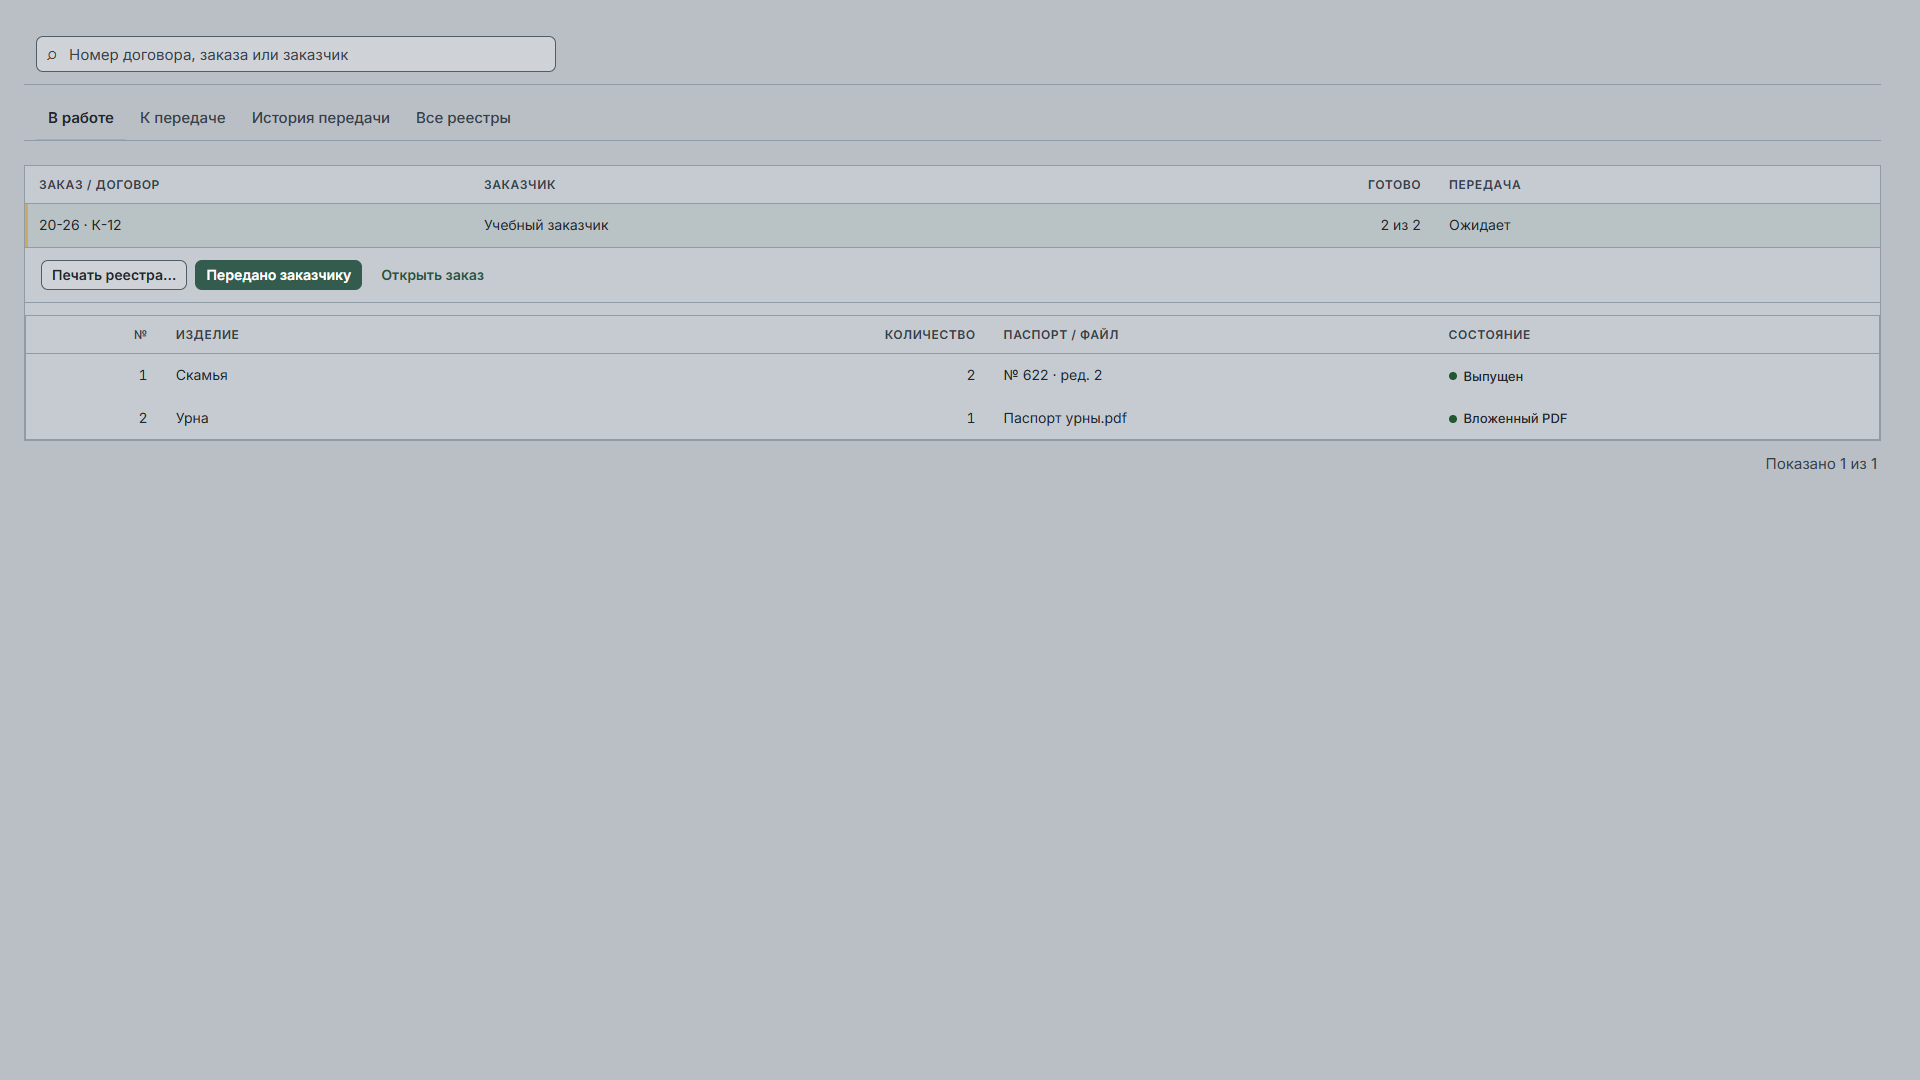 Номер договора, заказа или заказчик
В работе К передаче История передачи Все реестры
ЗАКАЗ / ДОГОВОР ЗАКАЗЧИК ГОТОВО ПЕРЕДАЧА
20-26 · К-12 Учебный заказчик 2 из 2 Ожидает
Печать реестра... Передано заказчику Открыть заказ
№ ИЗДЕЛИЕ КОЛИЧЕСТВО ПАСПОРТ / ФАЙЛ СОСТОЯНИЕ
1 Скамья 2 № 622 · ред. 2 Выпущен
2 Урна 1 Паспорт урны.pdf Вложенный PDF
Показано 1 из 1